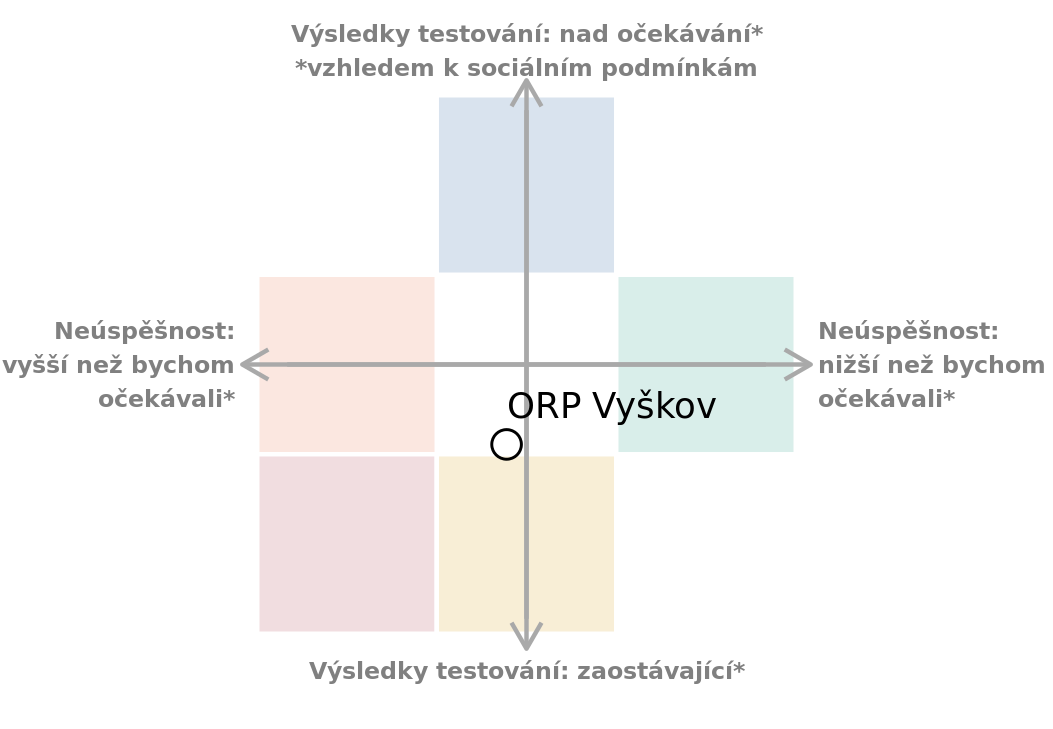 Výsledky testování: nad očekávání*
*vzhledem k sociálním podmínkám
Neúspěšnost:
vyšší než bychom
očekávali*
Neúspěšnost:
nižší než bychom
očekávali*
ORP Vyškov
Výsledky testování: zaostávající*